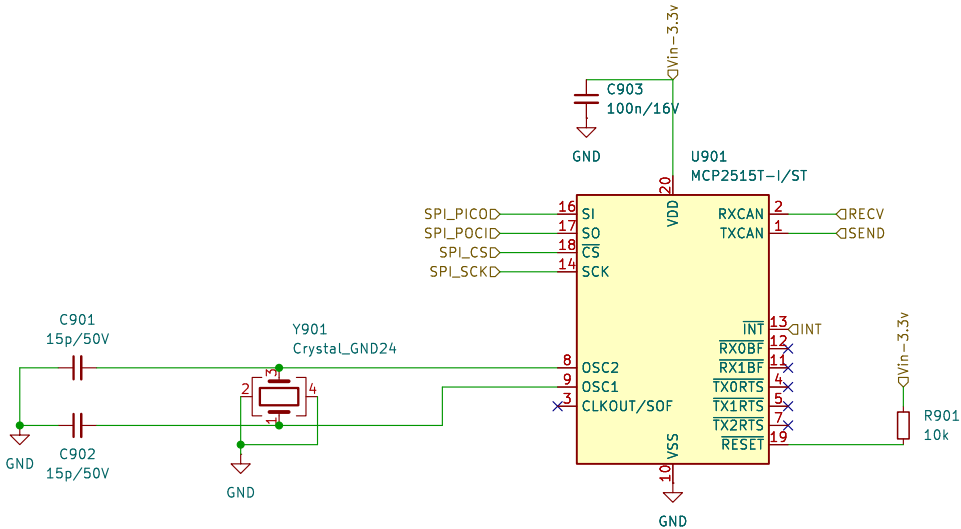 Vin-3.3v
C903
100n/16V
GND
U901
MCP2515T-I/ST
20
VDD
SPI_PICO 16 SI
RXCAN 2 RECV
SPI_POCI 17 SO
TXCAN 1 SEND
SPI_CS 18 CS
SPI_SCK 14 SCK
C901
15p/50V
Y901
Crystal_GND24
INT 13 INT
RX0BF 12
8 OSC2
RX1BF 11
9 OSC1
TX0RTS 4
3 CLKOUT/SOF
TX1RTS 5
TX2RTS 7
RESET 19
Vin-3.3v
R901
10k
3
2
4
1
GND
C902
15p/50V
GND
VSS
10
GND